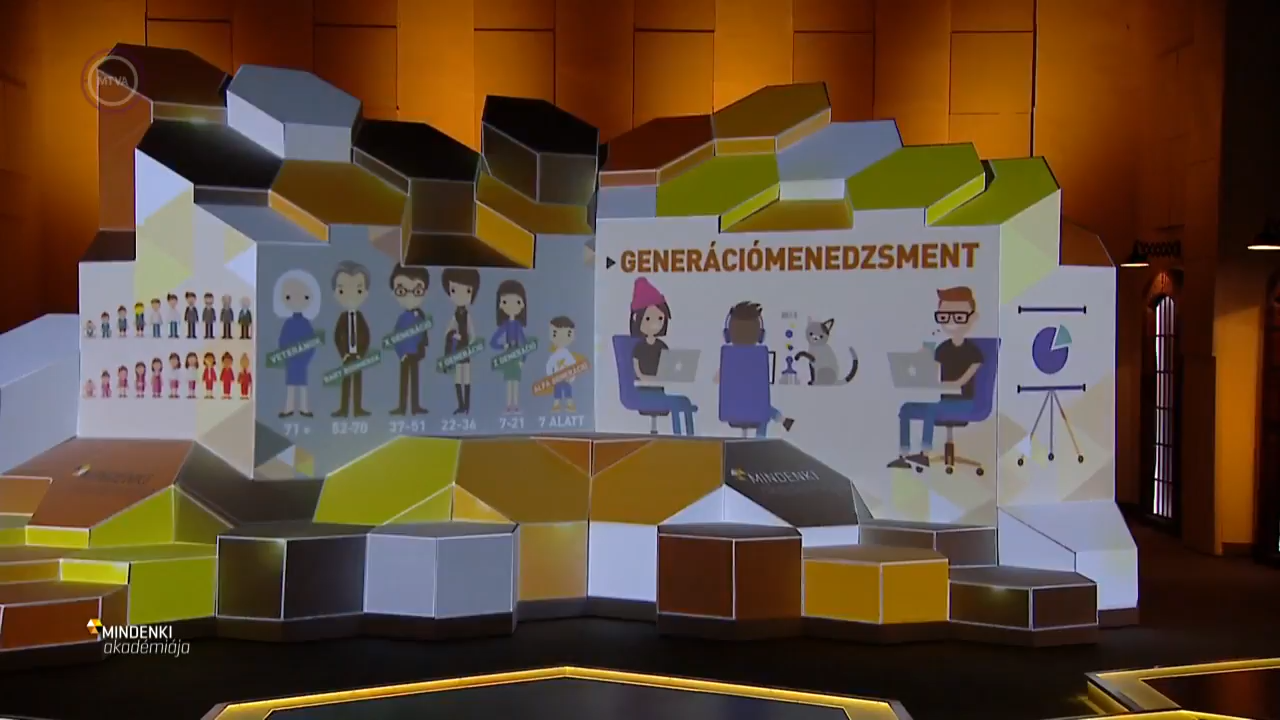 MTVA
GENERÁCIÓMENEDZSMENT
VETERÁNOK
BABY BOOMMER
X GENERÁCIÓ
Y GENERÁCIÓ
Z GENERÁCIÓ
ALFA GENERÁCIÓ
71 +
52-70
37-51
22-36
7-21
7 ALATT
MINDENKI
MINDENKI
MINDENKI
akadémiája